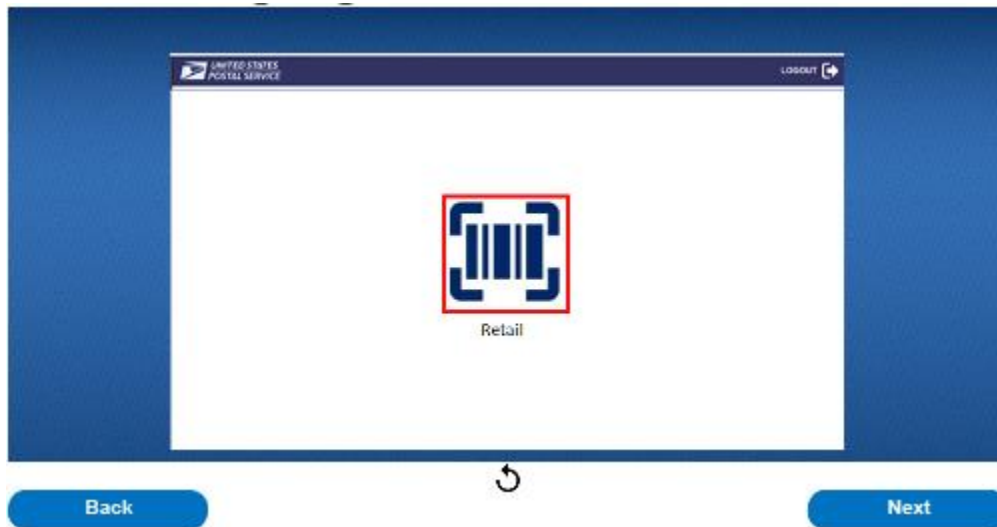 UNITED STATES
POSTAL SERVICE
LOGOUT
Retail
Back
Next